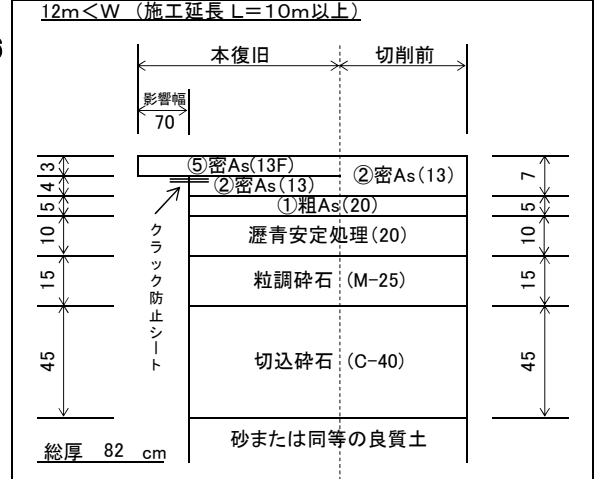 12m<W (施工延長 L=10m以上)
6
本復旧 切削前
影響幅
70
⑤密As(13F)
②密As(13) ②密As(13)
①粗As(20)
瀝青安定処理(20)
粒調砕石 (M-25)
切込砕石 (C-40)
砂または同等の良質土
クラック防止シート
3
4
5
10
15
45
7
5
10
15
45
総厚 82 cm